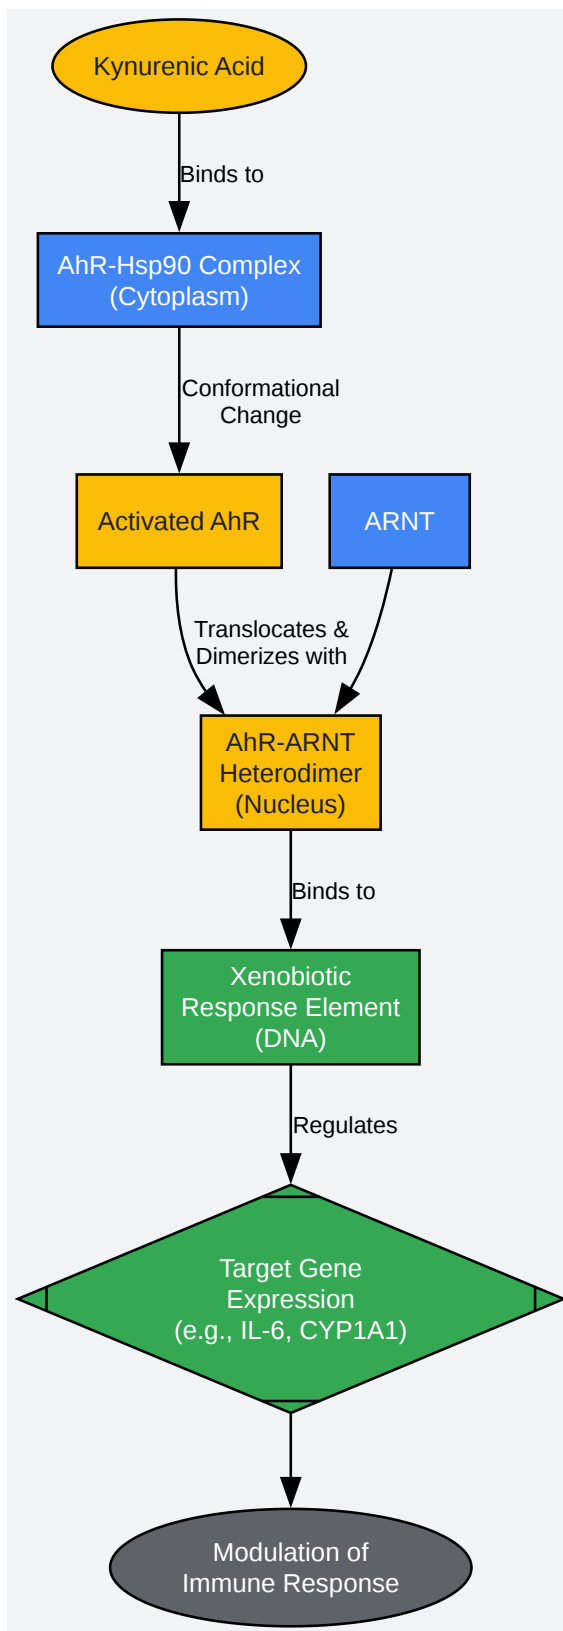 Kynurenic Acid
Binds to
AhR-Hsp90 Complex
(Cytoplasm)
Conformational
Change
Activated AhR
ARNT
Translocates &
Dimerizes with
AhR-ARNT
Heterodimer
(Nucleus)
Binds to
Xenobiotic
Response Element
(DNA)
Regulates
Target Gene
Expression
(e.g., IL-6, CYP1A1)
Modulation of
Immune Response